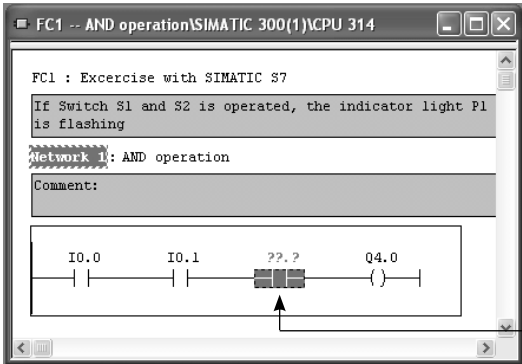 FC1 -- AND operation\SIMATIC 300(1)\CPU 314
FC1 : Excercise with SIMATIC S7
If Switch S1 and S2 is operated, the indicator light P1
is flashing
Network 1: AND operation
Comment:
I0.0 I0.1 ??.? Q4.0